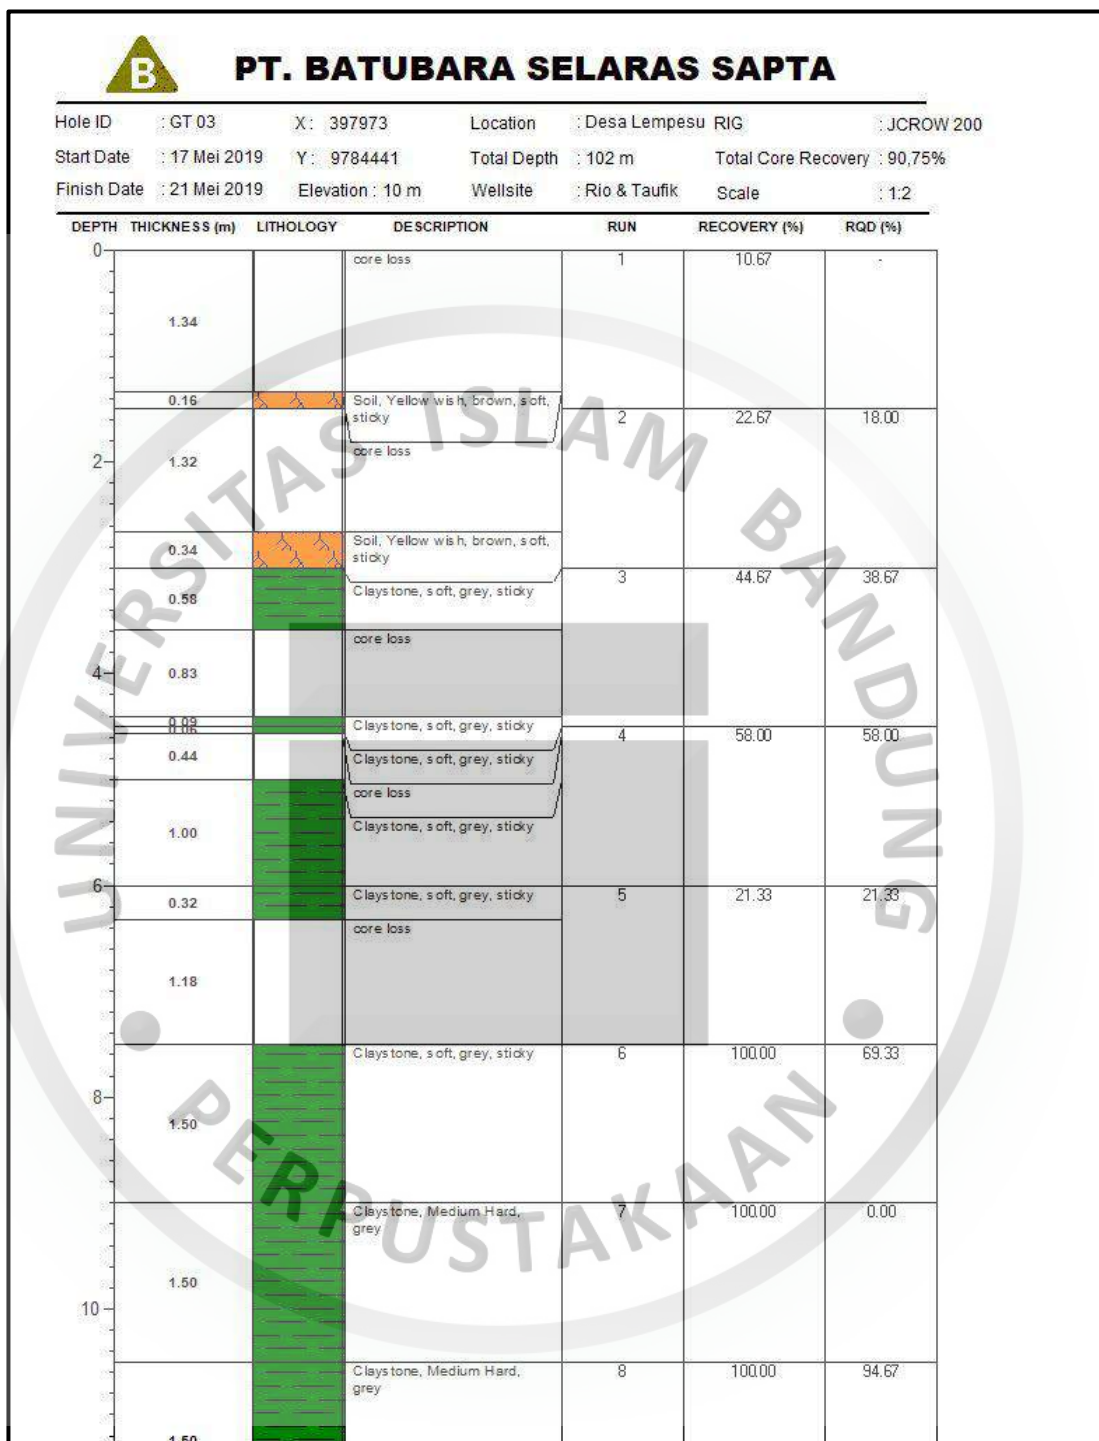 B PT. BATUBARA SELARAS SAPTA
Hole ID : GT 03 X : 397973 Location : Desa Lempesu RIG : JCROW 200
Start Date : 17 Mei 2019 Y : 9784441 Total Depth : 102 m Total Core Recovery : 90,75%
Finish Date : 21 Mei 2019 Elevation : 10 m Wellsite : Rio & Taufik Scale : 1:2
DEPTH THICKNESS (m) LITHOLOGY DESCRIPTION RUN RECOVERY (%) RQD (%)
0 core loss 1 10.67 -
1.34
0.16 Soil, Yellow wish, brown, soft,
sticky 2 22.67 18.00
core loss
2 1.32
0.34 Soil, Yellow wish, brown, soft,
sticky
3 44.67 38.67
0.58 Claystone, soft, grey, sticky
core loss
4 0.83
0.09 Claystone, soft, grey, sticky
0.06 4 58.00 58.00
0.44 Claystone, soft, grey, sticky
core loss
1.00 Claystone, soft, grey, sticky
6 Claystone, soft, grey, sticky 5 21.33 21.33
0.32
core loss
1.18
Claystone, soft, grey, sticky 6 100.00 69.33
8
1.50
Claystone, Medium Hard, 7 100.00 0.00
grey
1.50
10
Claystone, Medium Hard, 8 100.00 94.67
grey
1.50
UNIVERSITAS ISLAM BANDUNG
PERPUSTAKAAN